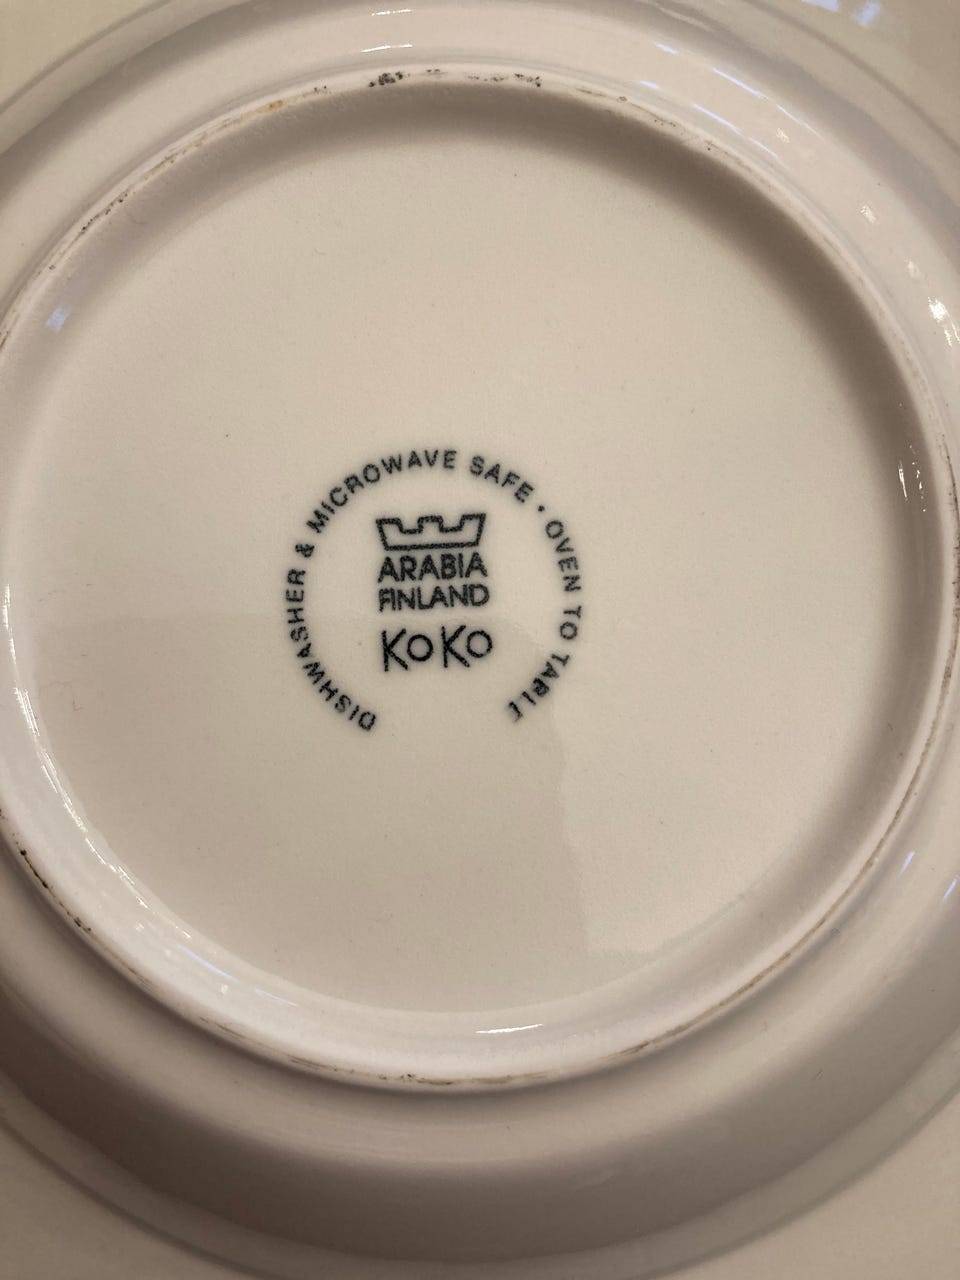 DISHWASHER & MICROWAVE SAFE · OVEN TO TABLE
ARABIA
FINLAND
KoKo